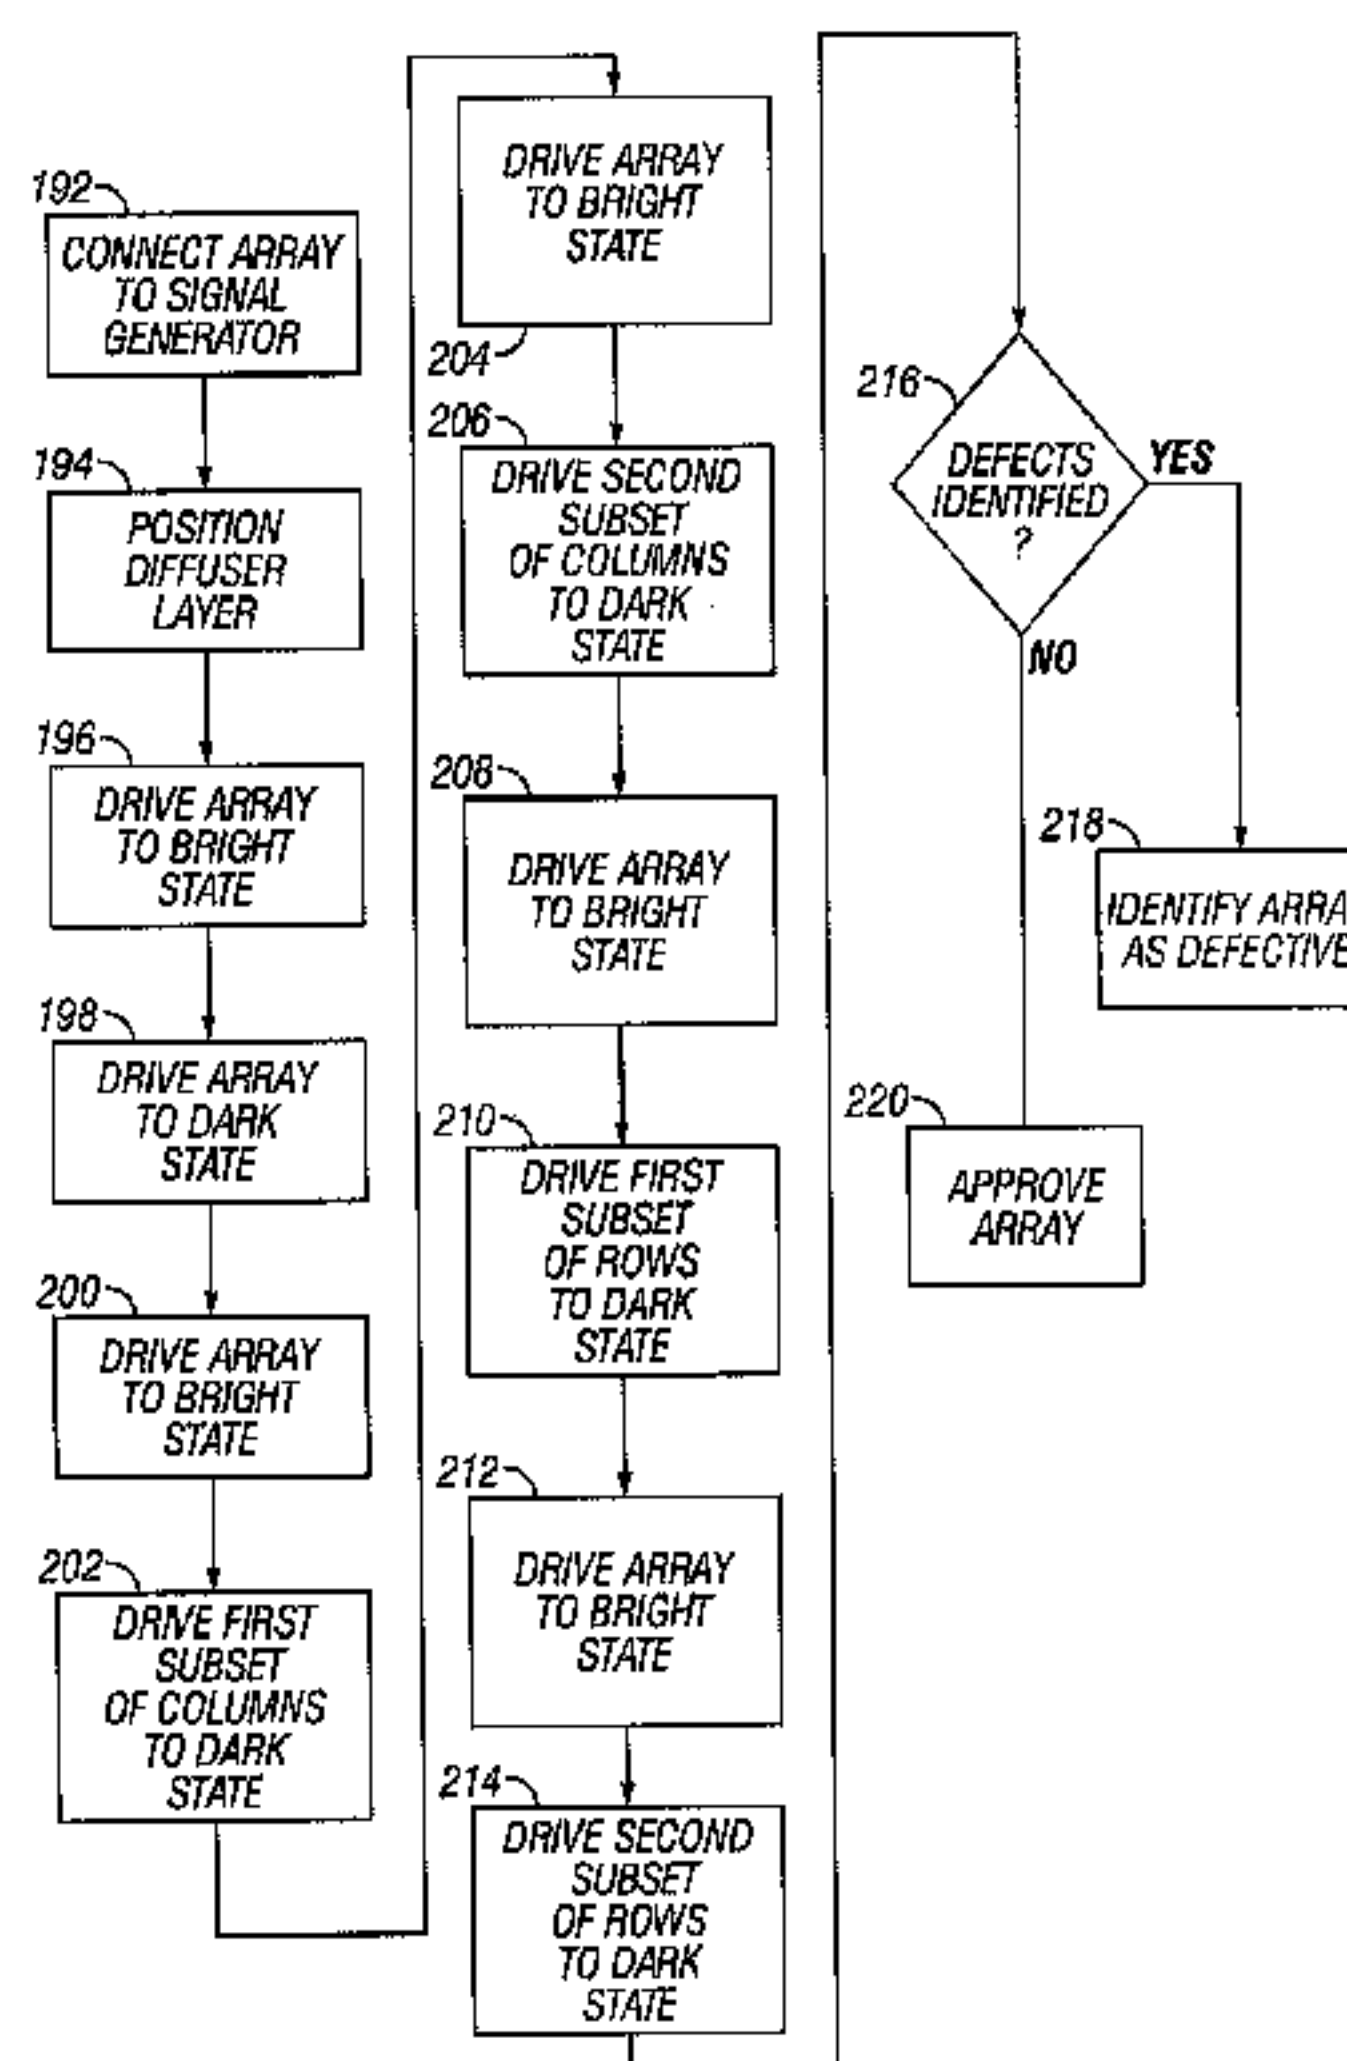 192
CONNECT ARRAY
TO SIGNAL
GENERATOR
194
POSITION
DIFFUSER
LAYER
196
DRIVE ARRAY
TO BRIGHT
STATE
198
DRIVE ARRAY
TO DARK
STATE
200
DRIVE ARRAY
TO BRIGHT
STATE
202
DRIVE FIRST
SUBSET
OF COLUMNS
TO DARK
STATE
DRIVE ARRAY
TO BRIGHT
STATE
204
206
DRIVE SECOND
SUBSET
OF COLUMNS
TO DARK
STATE
208
DRIVE ARRAY
TO BRIGHT
STATE
210
DRIVE FIRST
SUBSET
OF ROWS
TO DARK
STATE
212
DRIVE ARRAY
TO BRIGHT
STATE
214
DRIVE SECOND
SUBSET
OF ROWS
TO DARK
STATE
216
DEFECTS
IDENTIFIED
?
YES
NO
218
IDENTIFY ARRA
AS DEFECTIVE
220
APPROVE
ARRAY